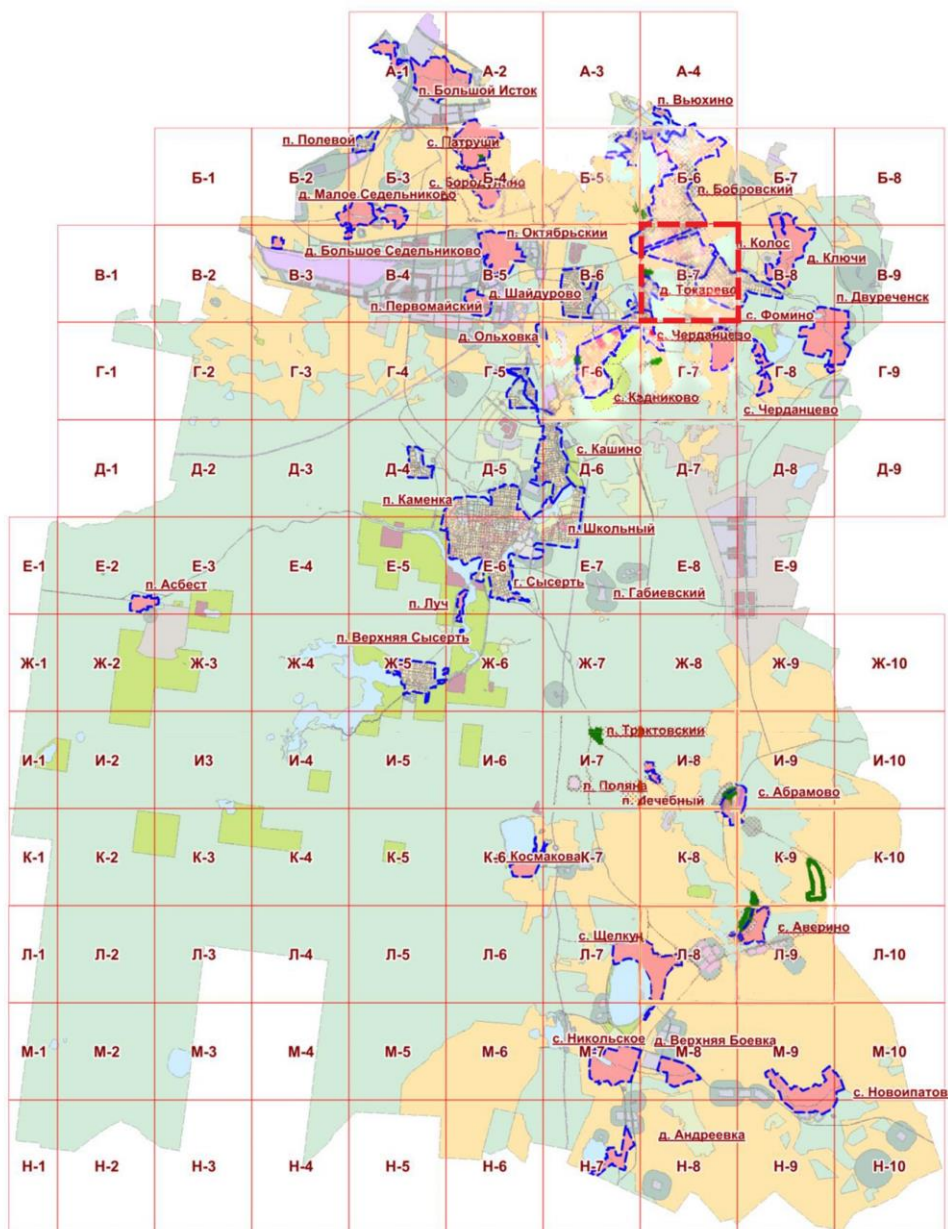 А-1 А-2 А-3 А-4
п. Большой Исток
п. Вьюхино
п. Полевой с. Патруши
Б-1 Б-2 Б-3 Б-4 Б-5 Б-6 Б-7 Б-8
п. Бобровский
д. Малое Седельниково
п. Октябрьский
п. Колос
д. Большое Седельниково д. Ключи
В-1 В-2 В-3 В-4 В-5 В-6 В-7 В-8 В-9
д. Шайдурово д. Токарево п. Двуреченск
п. Первомайский
с. Фомино
д. Ольховка с. Черданцево
Г-1 Г-2 Г-3 Г-4 Г-5 Г-6 Г-7 Г-8 Г-9
с. Кадниково
с. Черданцево
с. Кашино
Д-1 Д-2 Д-3 Д-4 Д-5 Д-6 Д-7 Д-8 Д-9
п. Каменка
п. Школьный
Е-1 Е-2 Е-3 Е-4 Е-5 Е-6 Е-7 Е-8 Е-9
п. Асбест г. Сысерть
п. Габиевский
п. Луч
п. Верхняя Сысерть
Ж-1 Ж-2 Ж-3 Ж-4 Ж-5 Ж-6 Ж-7 Ж-8 Ж-9 Ж-10
п. Трактовский
И-1 И-2 И3 И-4 И-5 И-6 И-7 И-8 И-9 И-10
п. Поляна с. Абрамово
п. Лечебный
К-1 К-2 К-3 К-4 К-5 К-6 Космакова К-7 К-8 К-9 К-10
с. Аверино
с. Щелкун
Л-1 Л-2 Л-3 Л-4 Л-5 Л-6 Л-7 Л-8 Л-9 Л-10
с. Никольское д. Верхняя Боевка
М-1 М-2 М-3 М-4 М-5 М-6 М-7 М-8 М-9 М-10
с. Новоипатов
д. Андреевка
Н-1 Н-2 Н-3 Н-4 Н-5 Н-6 Н-7 Н-8 Н-9 Н-10